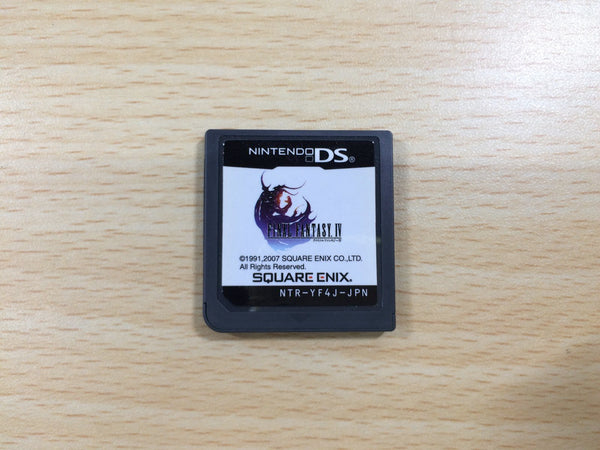 NINTENDO DS®
FINAL FANTASY IV
©1991,2007 SQUARE ENIX CO.,LTD.
All Rights Reserved.
SQUARE ENIX.
NTR-YF4J-JPN